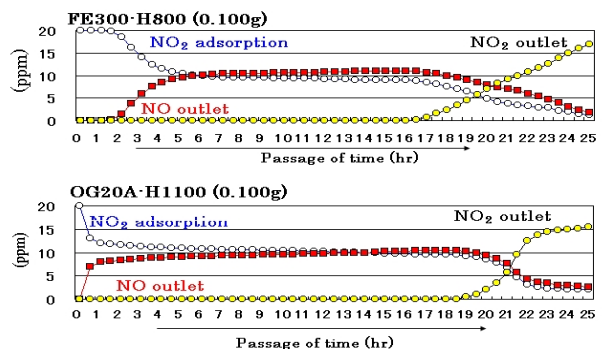 FE300·H800 (0.100g)
20
15
10
5
0
(ppm)
NO₂ adsorption
NO₂ outlet
NO outlet
0 1 2 3 4 5 6 7 8 9 10 11 12 13 14 15 16 17 18 19 20 21 22 23 24 25
Passage of time (hr)
OG20A·H1100 (0.100g)
20
15
10
5
0
(ppm)
NO₂ adsorption
NO₂ outlet
NO outlet
0 1 2 3 4 5 6 7 8 9 10 11 12 13 14 15 16 17 18 19 20 21 22 23 24 25
Passage of time (hr)